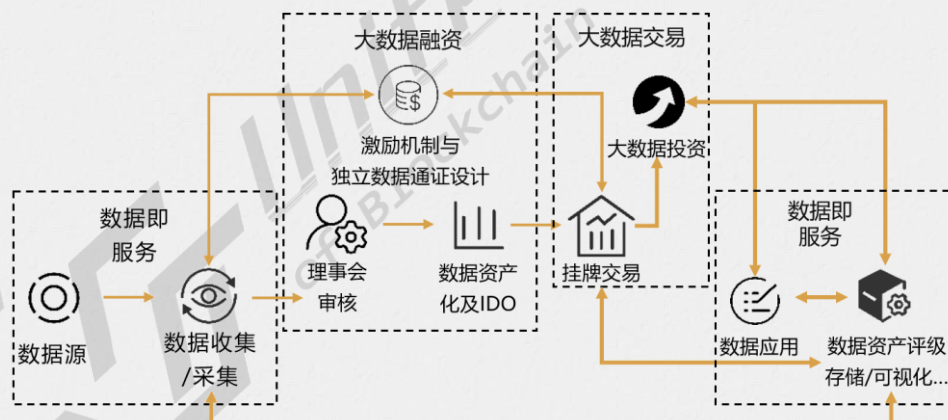 大数据融资
激励机制与
独立数据通证设计
理事会
审核
数据资产
化及IDO
大数据交易
大数据投资
挂牌交易
数据即
服务
数据源
数据收集
/采集
数据即
服务
数据应用
数据资产评级
存储/可视化...
of Blockchain